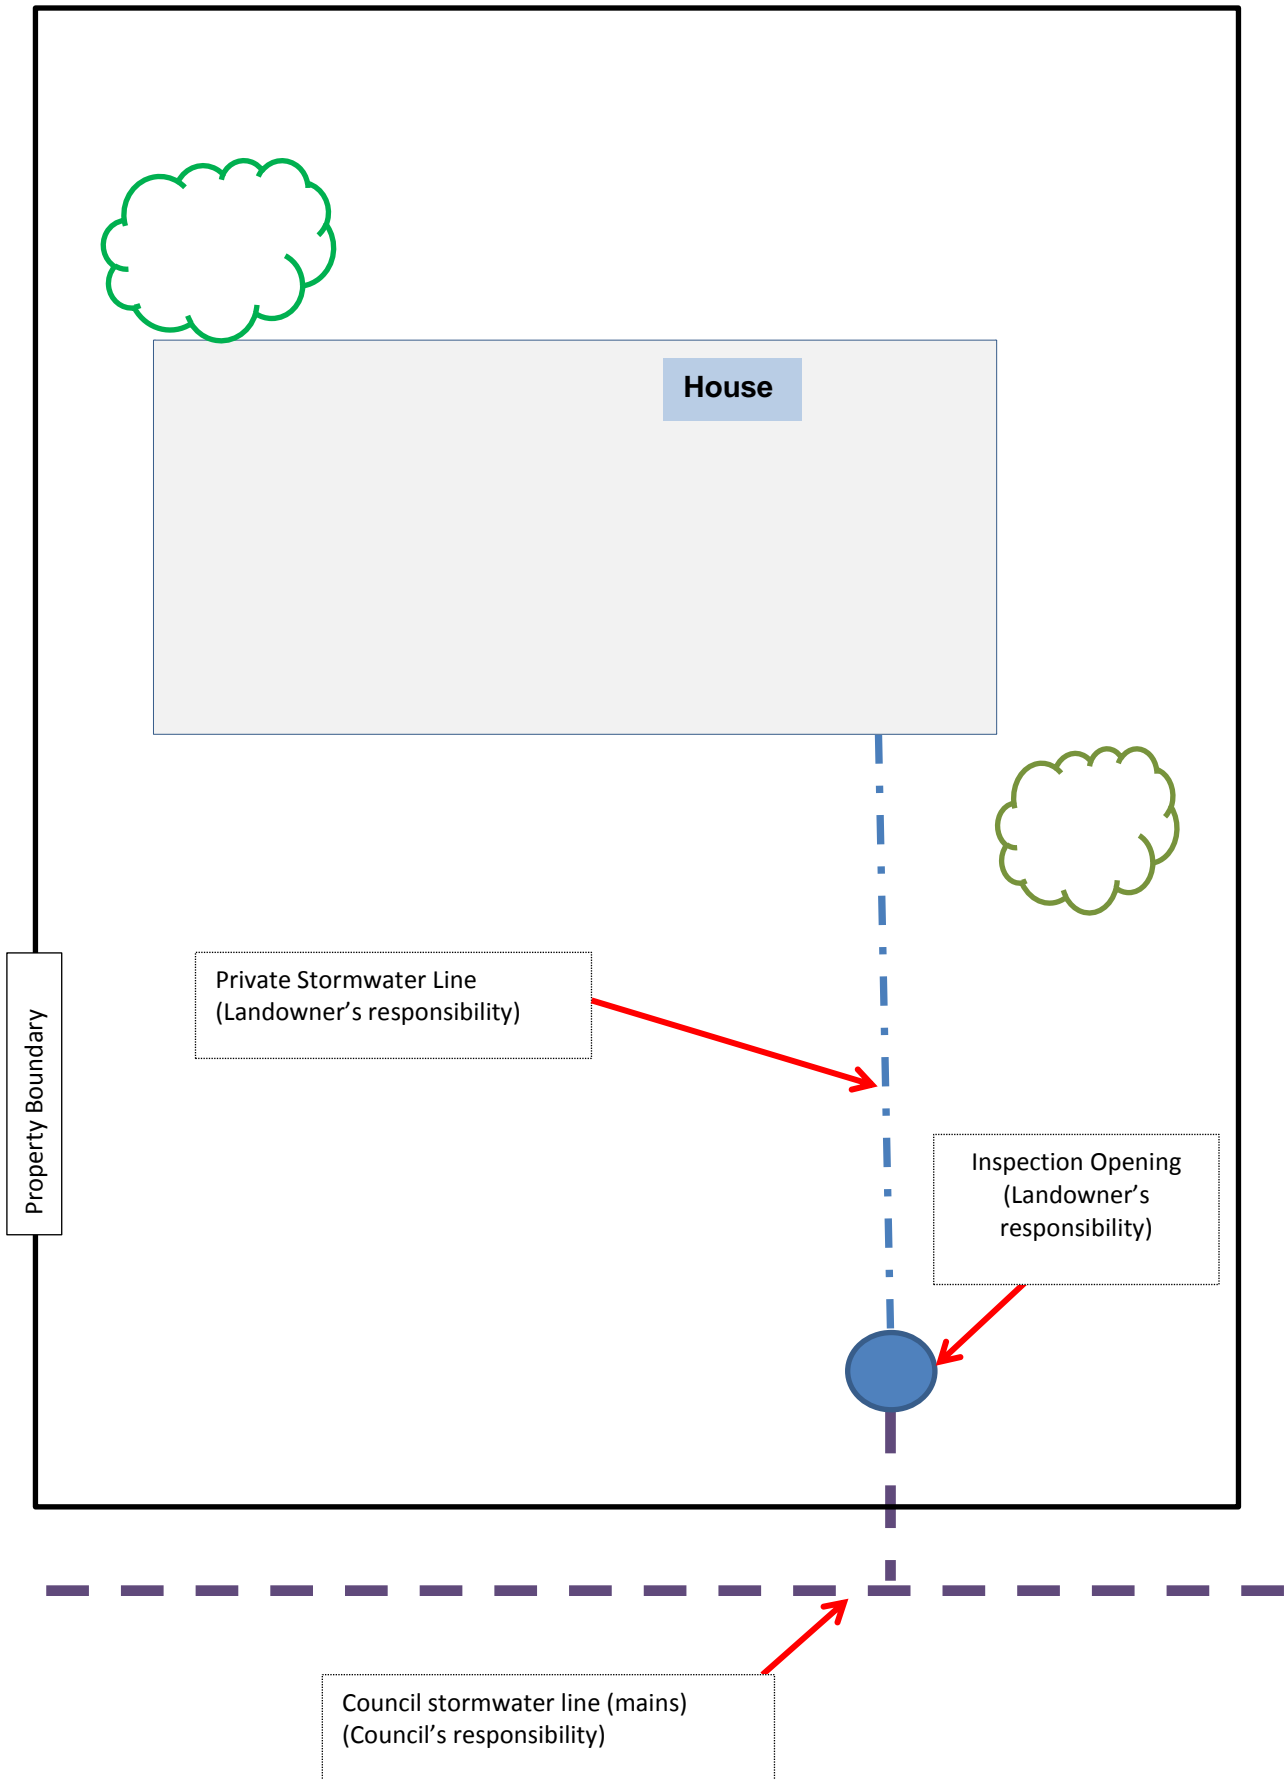 House
Private Stormwater Line
(Landowner’s responsibility)
Property Boundary
Inspection Opening
(Landowner’s
responsibility)
Council stormwater line (mains)
(Council’s responsibility)